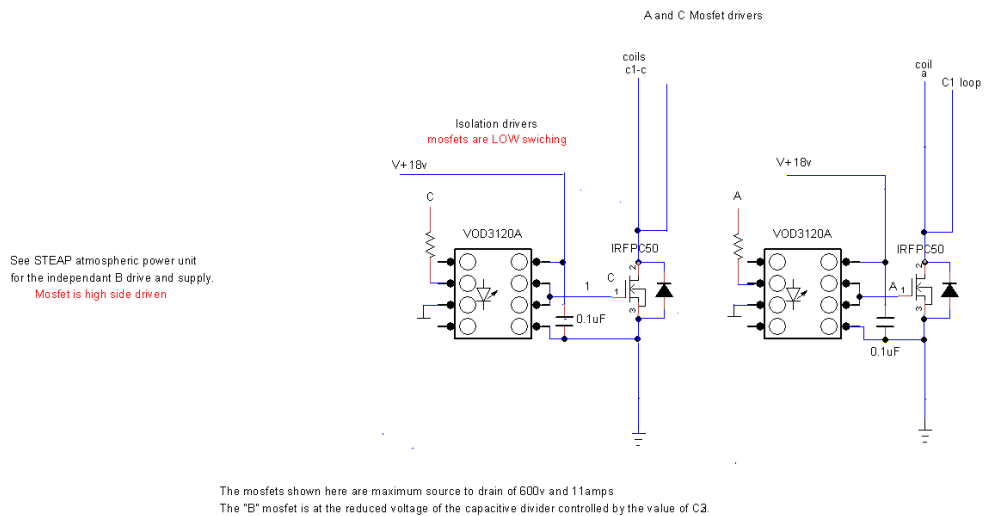 A and C Mosfet drivers
coils
c1-c
coil
a
C1 loop
Isolation drivers
mosfets are LOW swiching
V+18v
V+18v
C
A
VOD3120A
VOD3120A
IRFPC50
IRFPC50
See STEAP atmospheric power unit
for the independant B drive and supply.
Mosfet is high side driven
2
C
1
1
3
0.1uF
2
A
1
3
0.1uF
The mosfets shown here are maximum source to drain of 600v and 11amps
The "B" mosfet is at the reduced voltage of the capacitive divider controlled by the value of